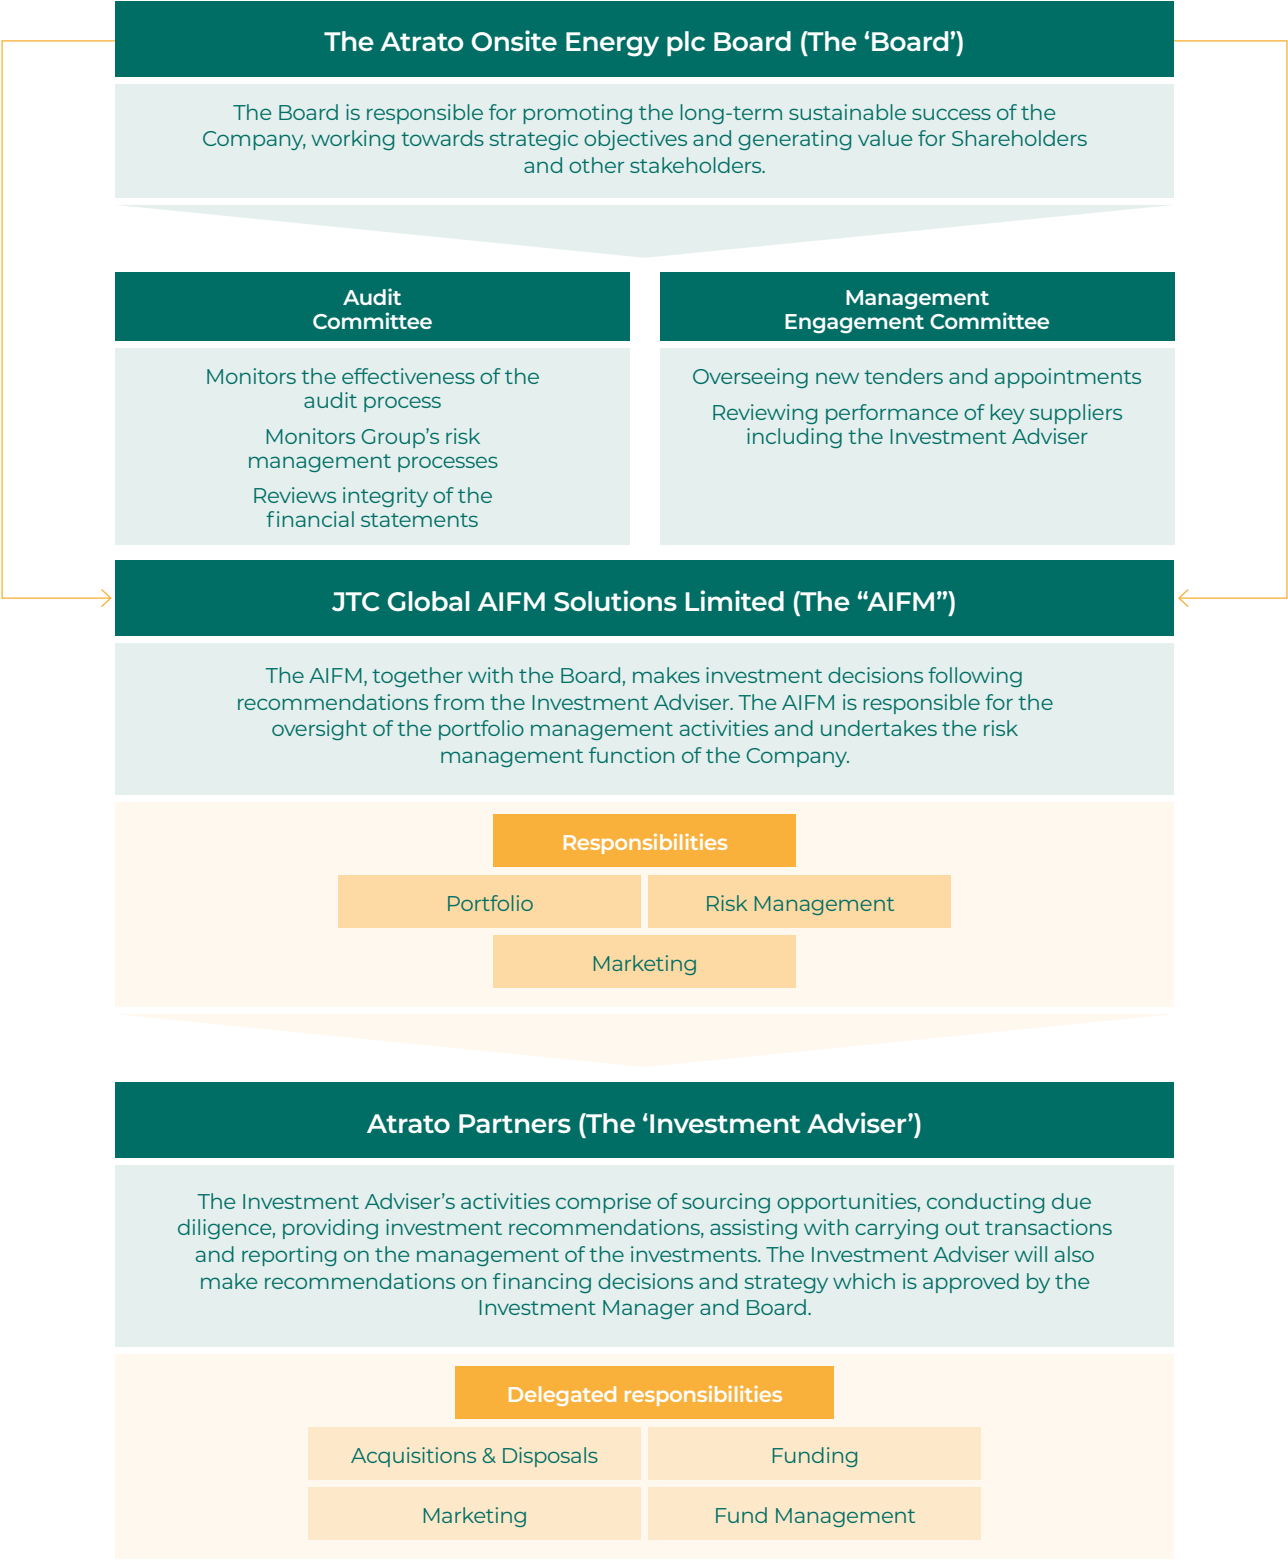 The Atrato Onsite Energy plc Board (The ‘Board’)
The Board is responsible for promoting the long-term sustainable success of the
Company, working towards strategic objectives and generating value for Shareholders
and other stakeholders.
Audit
Committee
Monitors the effectiveness of the
audit process
Monitors Group’s risk
management processes
Reviews integrity of the
financial statements
Management
Engagement Committee
Overseeing new tenders and appointments
Reviewing performance of key suppliers
including the Investment Adviser
JTC Global AIFM Solutions Limited (The “AIFM”)
The AIFM, together with the Board, makes investment decisions following
recommendations from the Investment Adviser. The AIFM is responsible for the
oversight of the portfolio management activities and undertakes the risk
management function of the Company.
Responsibilities
Portfolio
Risk Management
Marketing
Atrato Partners (The ‘Investment Adviser’)
The Investment Adviser’s activities comprise of sourcing opportunities, conducting due
diligence, providing investment recommendations, assisting with carrying out transactions
and reporting on the management of the investments. The Investment Adviser will also
make recommendations on financing decisions and strategy which is approved by the
Investment Manager and Board.
Delegated responsibilities
Acquisitions & Disposals
Funding
Marketing
Fund Management